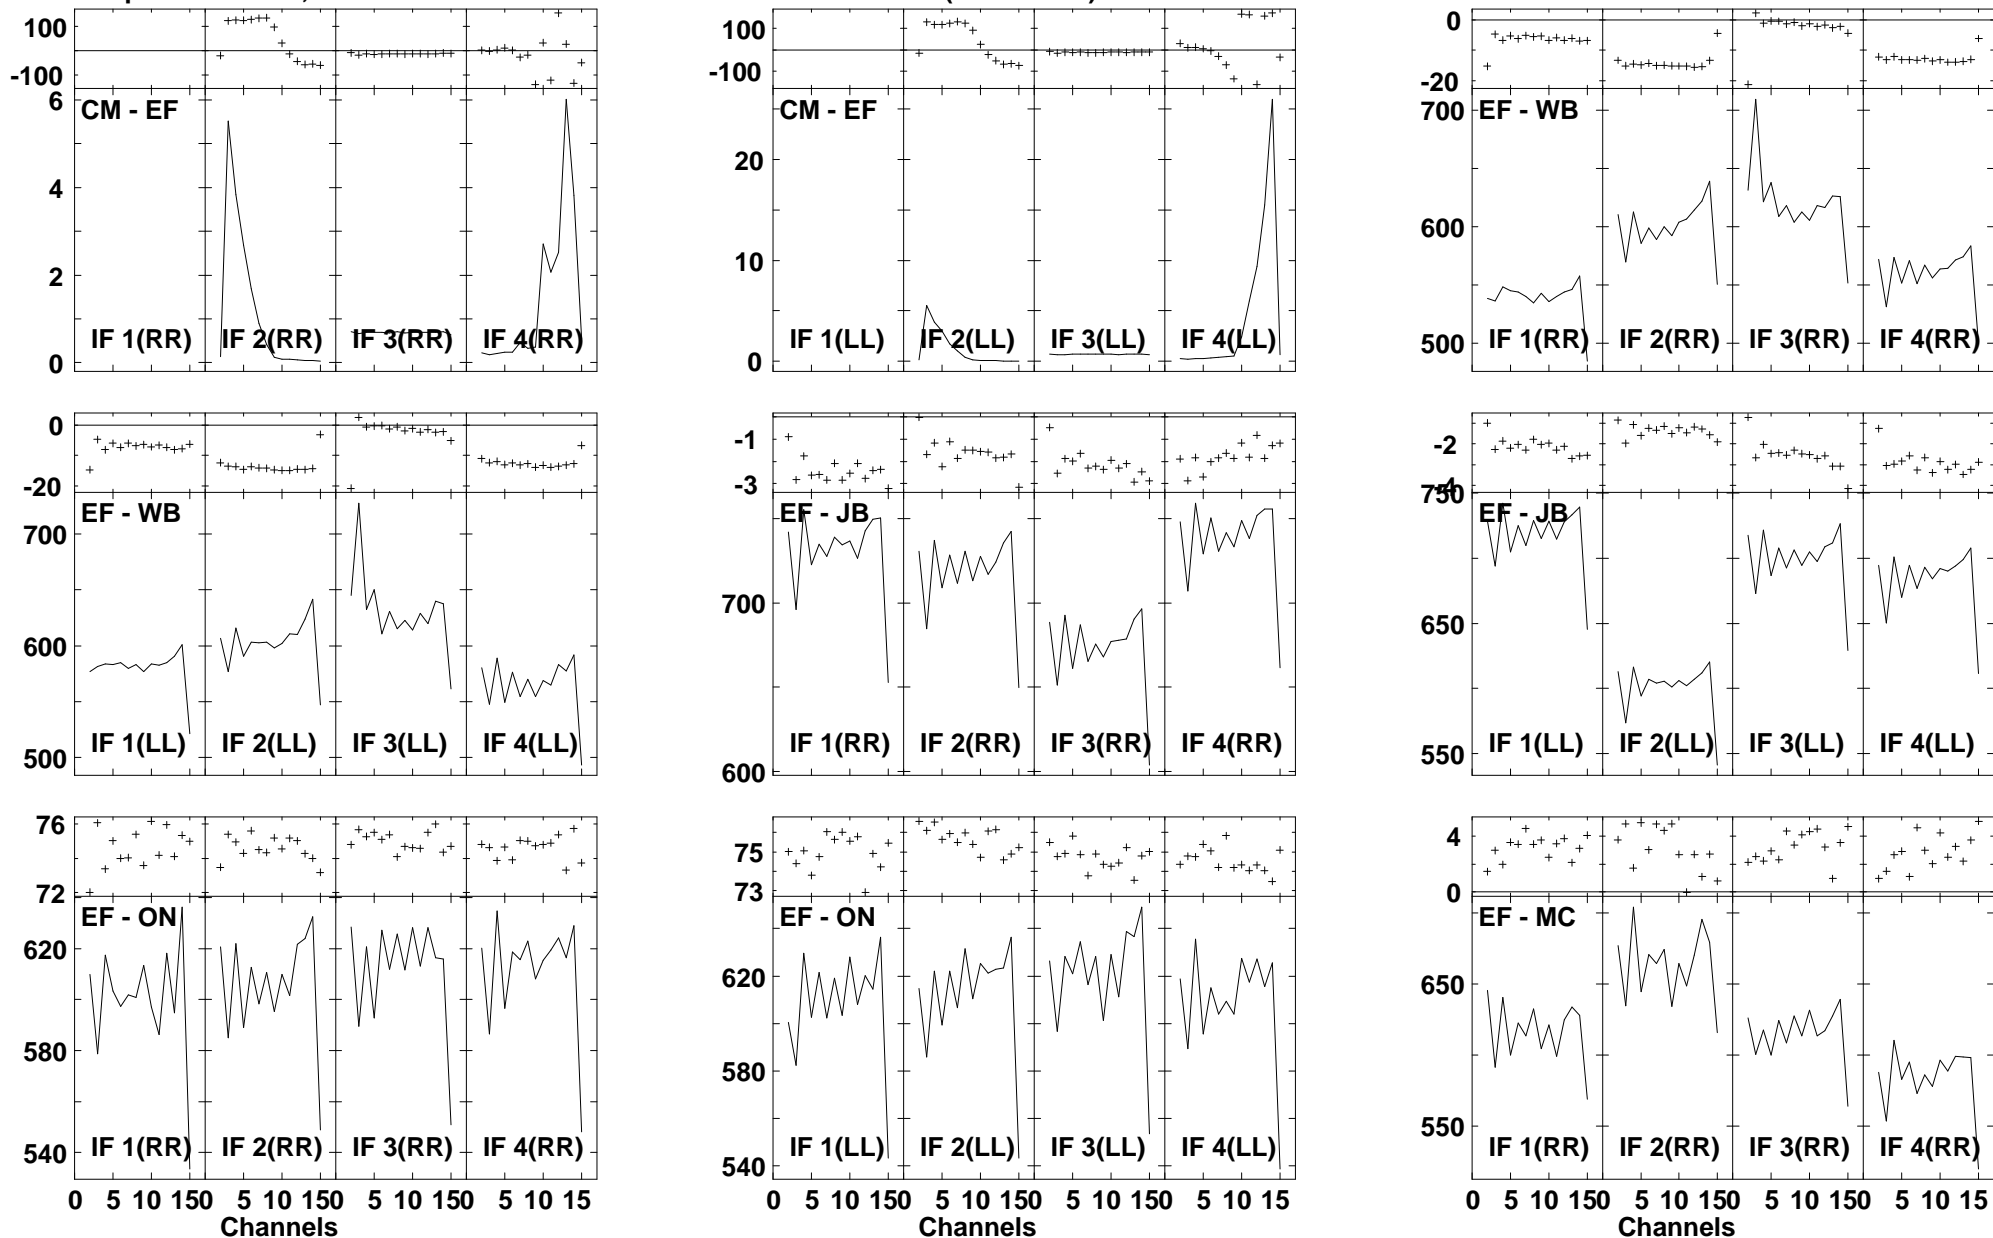 100
-100
6
4
2
0
CM - EF
IF 1(RR) IF 2(RR) IF 3(RR) IF 4(RR)
100
-100
20
10
0
CM - EF
IF 1(LL) IF 2(LL) IF 3(LL) IF 4(LL)
0
-20
700
600
500
EF - WB
IF 1(RR) IF 2(RR) IF 3(RR) IF 4(RR)
0
-20
700
600
500
EF - WB
IF 1(LL) IF 2(LL) IF 3(LL) IF 4(LL)
-1
-3
700
600
EF - JB
IF 1(RR) IF 2(RR) IF 3(RR) IF 4(RR)
-2
-4
750
650
550
EF - JB
IF 1(LL) IF 2(LL) IF 3(LL) IF 4(LL)
76
72
620
580
540
EF - ON
IF 1(RR) IF 2(RR) IF 3(RR) IF 4(RR)
0 5 10 150 5 10 150 5 10 150 5 10 15
Channels
75
73
620
580
540
EF - ON
IF 1(LL) IF 2(LL) IF 3(LL) IF 4(LL)
0 5 10 150 5 10 150 5 10 150 5 10 15
Channels
4
0
650
550
EF - MC
IF 1(RR) IF 2(RR) IF 3(RR) IF 4(RR)
0 5 10 150 5 10 150 5 10 150 5 10 15
Channels